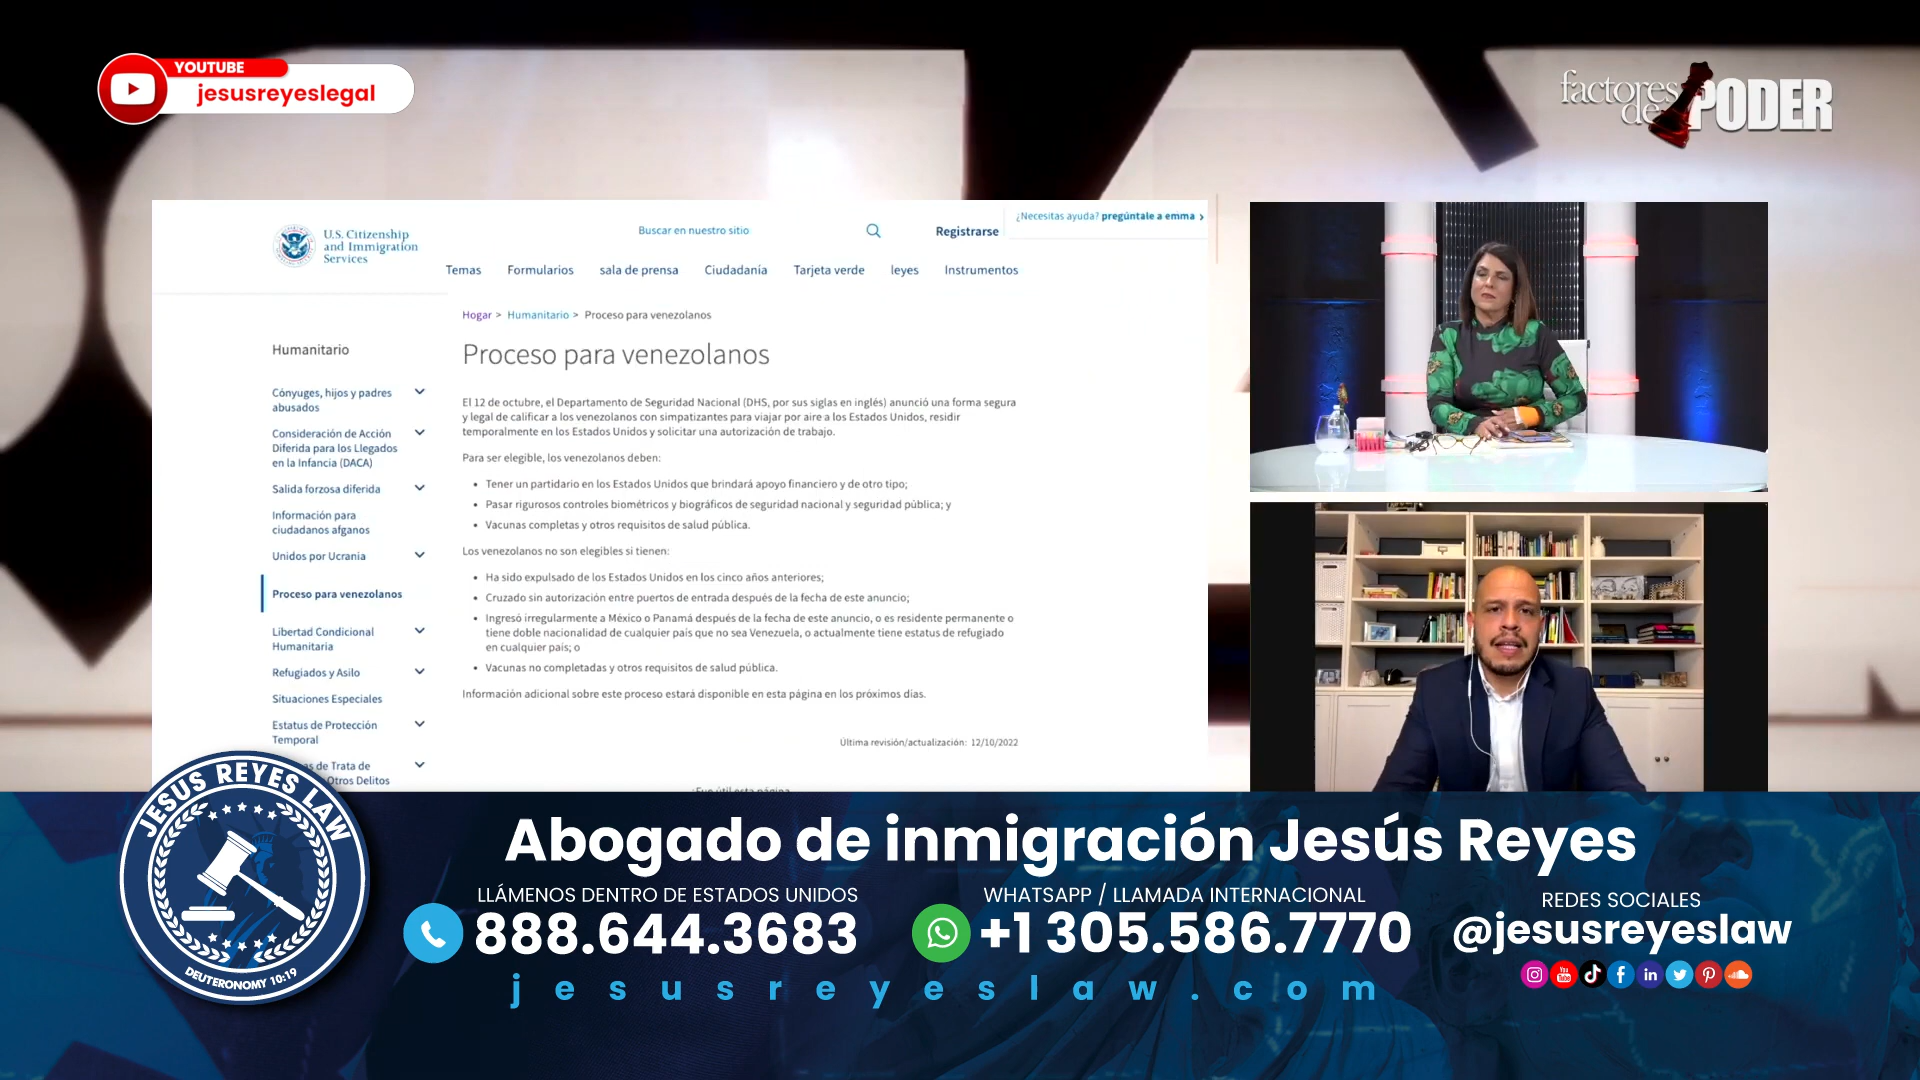 YOUTUBE
jesusreyeslegal
factores de PODER
U.S. Citizenship
and Immigration
Services
Buscar en nuestro sitio
Registrarse
¿Necesitas ayuda? pregúntale a emma
Temas
Formularios
sala de prensa
Ciudadanía
Tarjeta verde
leyes
Instrumentos
Hogar > Humanitario > Proceso para venezolanos
Humanitario
Cónyuges, hijos y padres
abusados
Consideración de Acción
Diferida para los Llegados
en la Infancia (DACA)
Salida forzosa diferida
Información para
ciudadanos afganos
Unidos por Ucrania
Proceso para venezolanos
Libertad Condicional
Humanitaria
Refugiados y Asilo
Situaciones Especiales
Estatus de Protección
Temporal
de Trata de
Otros Delitos
Proceso para venezolanos
El 12 de octubre, el Departamento de Seguridad Nacional (DHS, por sus siglas en inglés) anunció una forma segura
y legal de calificar a los venezolanos con simpatizantes para viajar por aire a los Estados Unidos, residir
temporalmente en los Estados Unidos y solicitar una autorización de trabajo.
Para ser elegible, los venezolanos deben:
• Tener un partidario en los Estados Unidos que brindará apoyo financiero y de otro tipo;
• Pasar rigurosos controles biométricos y biográficos de seguridad nacional y seguridad pública; y
• Vacunas completas y otros requisitos de salud pública.
Los venezolanos no son elegibles si tienen:
• Ha sido expulsado de los Estados Unidos en los cinco años anteriores;
• Cruzado sin autorización entre puertos de entrada después de la fecha de este anuncio;
• Ingresó irregularmente a México o Panamá después de la fecha de este anuncio, o es residente permanente o
tiene doble nacionalidad de cualquier país que no sea Venezuela, o actualmente tiene estatus de refugiado
en cualquier país; o
• Vacunas no completadas y otros requisitos de salud pública.
Información adicional sobre este proceso estará disponible en esta página en los próximos días.
Última revisión/actualización: 12/10/2022
¿Fue útil esta página
JESUS REYES LAW
DEUTERONOMY 10:19
Abogado de inmigración Jesús Reyes
LLÁMENOS DENTRO DE ESTADOS UNIDOS
888.644.3683
WHATSAPP / LLAMADA INTERNACIONAL
+1 305.586.7770
REDES SOCIALES
@jesusreyeslaw
jesusreyeslaw.com